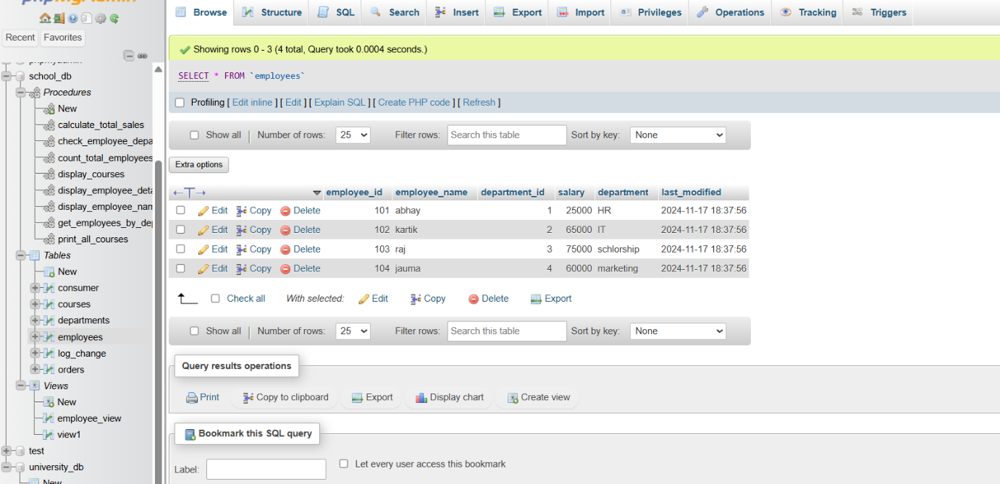 phpMyAdmin
Browse Structure SQL Search Insert Export Import Privileges Operations Tracking Triggers
Recent Favorites
phpmyadmin
school_db
Procedures
New
calculate_total_sales
check_employee_depa
count_total_employees
display_courses
display_employee_deta
display_employee_nam
get_employees_by_dep
print_all_courses
Tables
New
consumer
courses
departments
employees
log_change
orders
Views
New
employee_view
view1
test
university_db
New
Showing rows 0 - 3 (4 total, Query took 0.0004 seconds.)
SELECT * FROM `employees`
Profiling [ Edit inline ] [ Edit ] [ Explain SQL ] [ Create PHP code ] [ Refresh ]
Show all | Number of rows: 25 Filter rows: Search this table Sort by key: None
Extra options
←T→ employee_id employee_name department_id salary department last_modified
Edit Copy Delete 101 abhay 1 25000 HR 2024-11-17 18:37:56
Edit Copy Delete 102 kartik 2 65000 IT 2024-11-17 18:37:56
Edit Copy Delete 103 raj 3 75000 schlorship 2024-11-17 18:37:56
Edit Copy Delete 104 jauma 4 60000 marketing 2024-11-17 18:37:56
Check all With selected: Edit Copy Delete Export
Show all | Number of rows: 25 Filter rows: Search this table Sort by key: None
Query results operations
Print Copy to clipboard Export Display chart Create view
Bookmark this SQL query
Label: Let every user access this bookmark